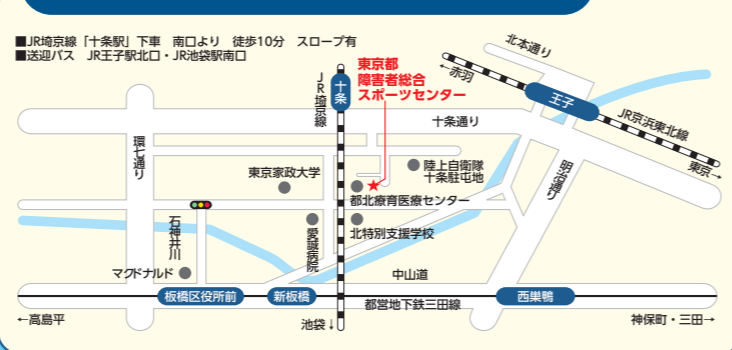 ■JR埼京線「十条駅」下車　南口より　徒歩10分　スロープ有
■送迎バス　JR王子駅北口・JR池袋駅南口
東京都
障害者総合
スポーツセンター
北本通り
←赤羽
王子
JR京浜東北線
東京→
JR埼京線
十条
十条通り
環七通り
東京家政大学
陸上自衛隊
十条駐屯地
明治通り
都北療育医療センター
石神井川
愛誠病院
北特別支援学校
マクドナルド
中山道
板橋区役所前
新板橋
都営地下鉄三田線
西巣鴨
←高島平
池袋↓
神保町・三田→